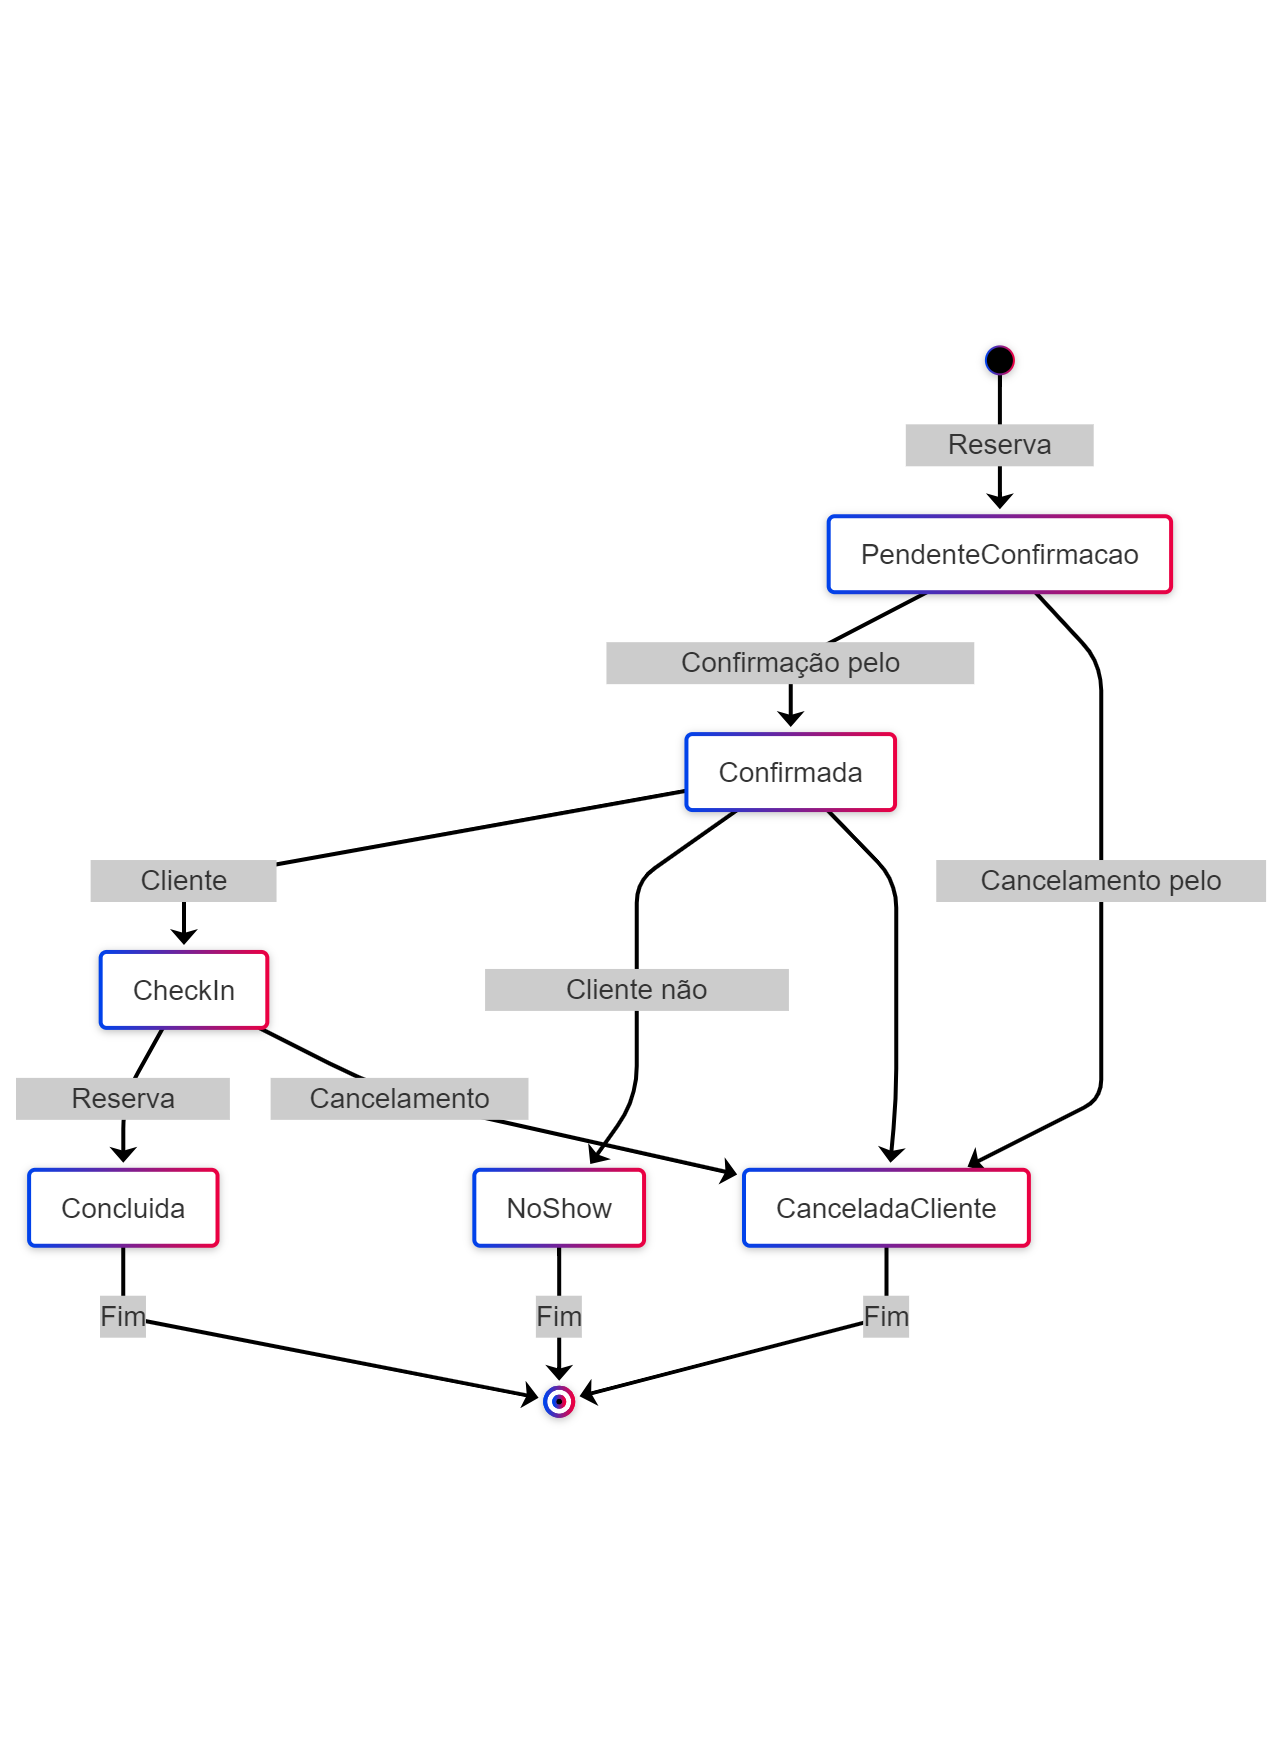 Reserva
PendenteConfirmacao
Confirmação pelo
Confirmada
Cliente
Cancelamento pelo
CheckIn
Cliente não
Reserva
Cancelamento
Concluida
NoShow
CanceladaCliente
Fim
Fim
Fim